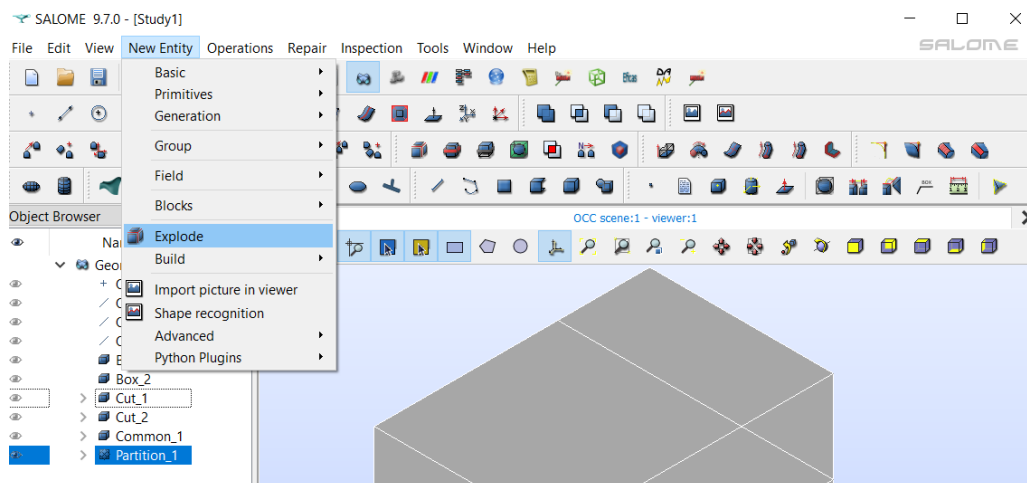 SALOME 9.7.0 - [Study1]
File Edit View New Entity Operations Repair Inspection Tools Window Help
SALOME
Basic
Primitives
Generation
Group
Field
Blocks
Explode
Build
Import picture in viewer
Shape recognition
Advanced
Python Plugins
Object Browser
OCC scene:1 - viewer:1
Box_2
Cut_1
Cut_2
Common_1
Partition_1